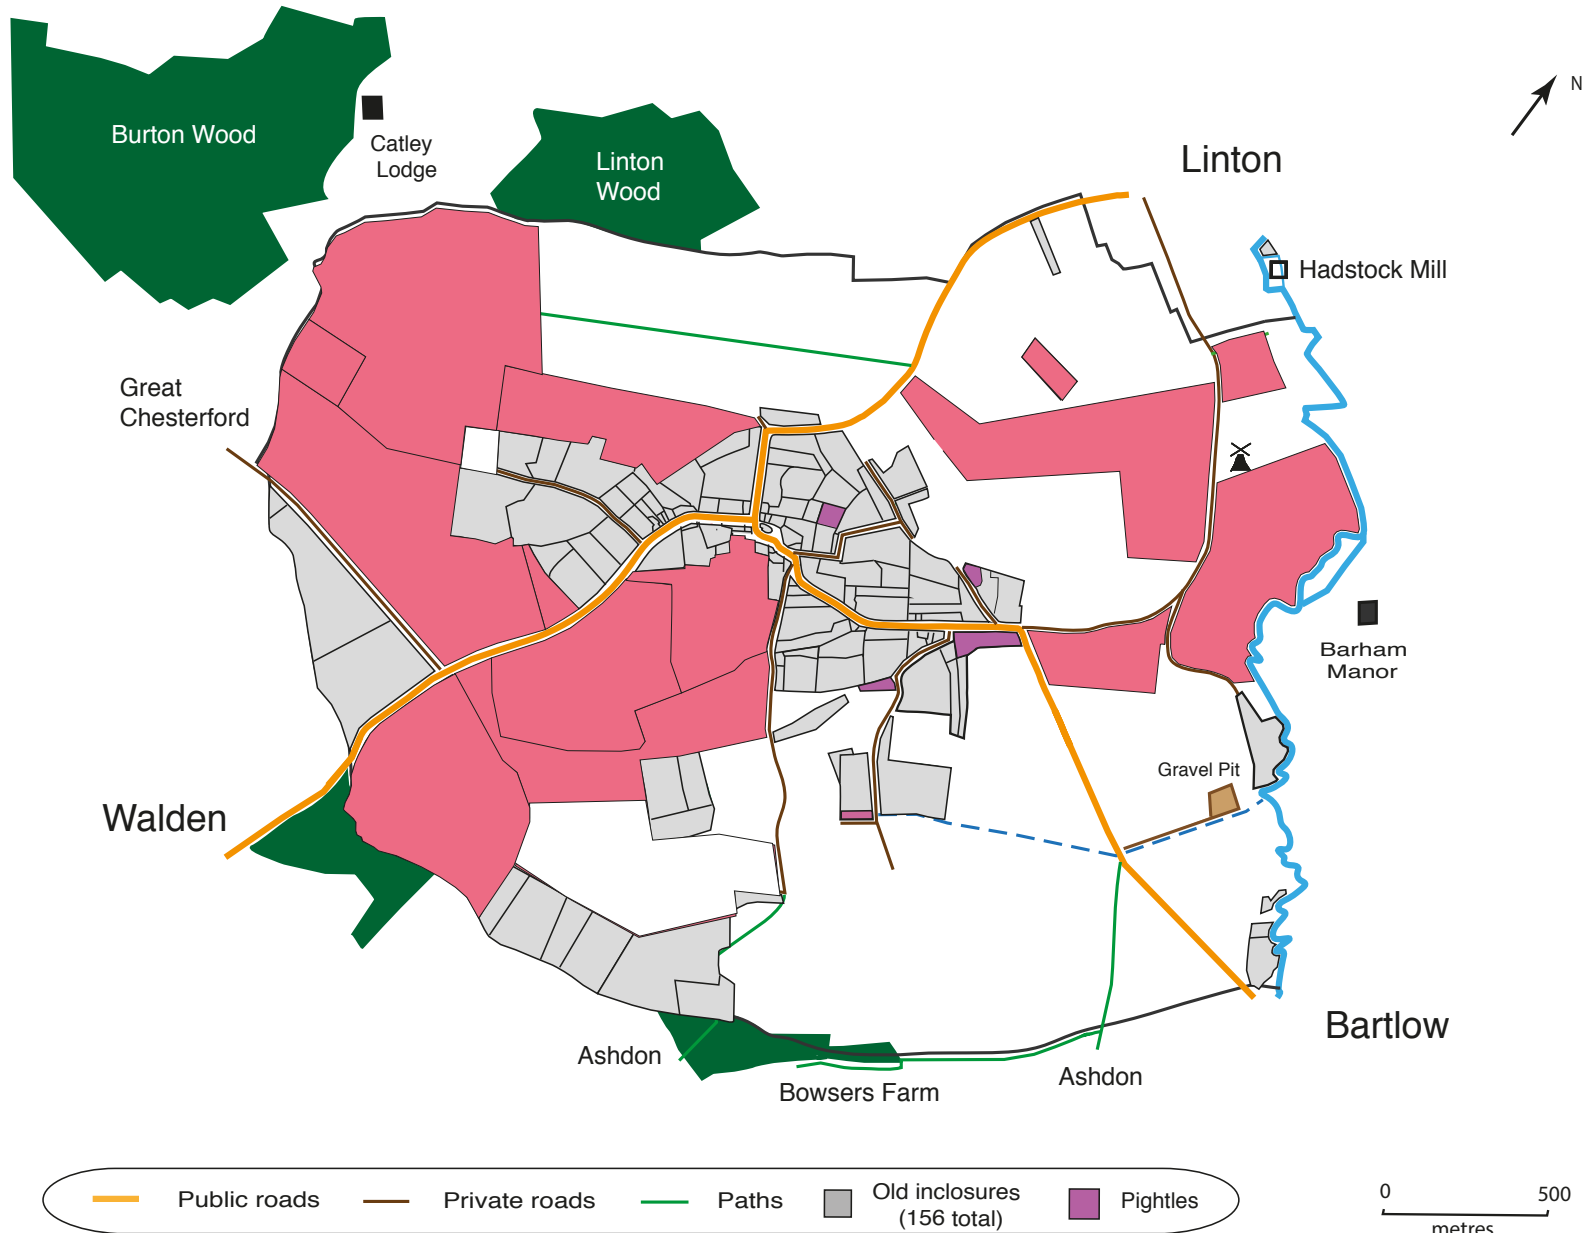 N
Burton Wood
Catley
Lodge
Linton
Wood
Linton
Hadstock Mill
Great
Chesterford
Barham
Manor
Gravel Pit
Walden
Bartlow
Ashdon
Bowsers Farm
Ashdon
Public roads
Private roads
Paths
Old inclosures
(156 total)
Pightles
0
500
metres